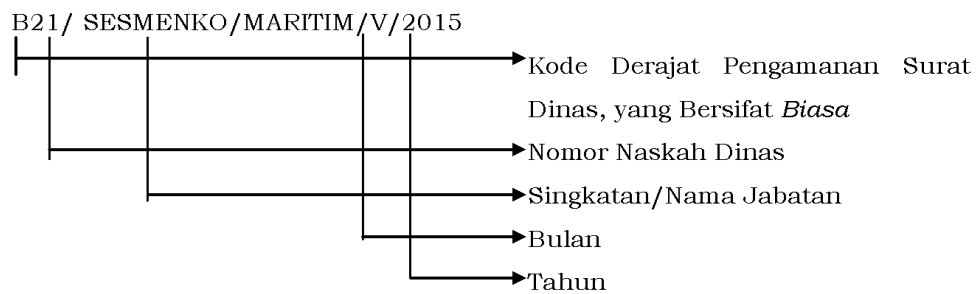 B21/ SESMENKO/MARITIM/V/2015
Kode Derajat Pengamanan Surat
Dinas, yang Bersifat Biasa
Nomor Naskah Dinas
Singkatan/Nama Jabatan
Bulan
Tahun